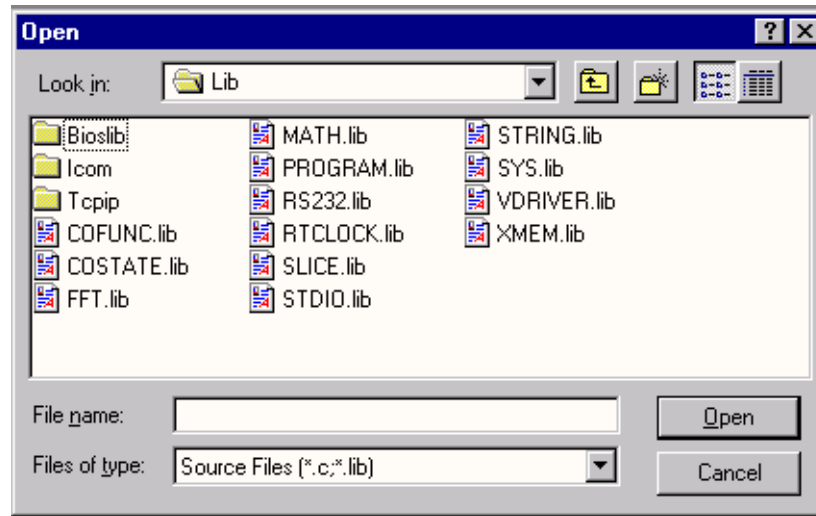 Open
Look in: Lib
Bioslib MATH.lib STRING.lib
Icom PROGRAM.lib SYS.lib
Tcpip RS232.lib VDRIVER.lib
COFUNC.lib RTCLOCK.lib XMEM.lib
COSTATE.lib SLICE.lib
FFT.lib STDIO.lib
File name: Open
Files of type: Source Files (*.c;*.lib) Cancel